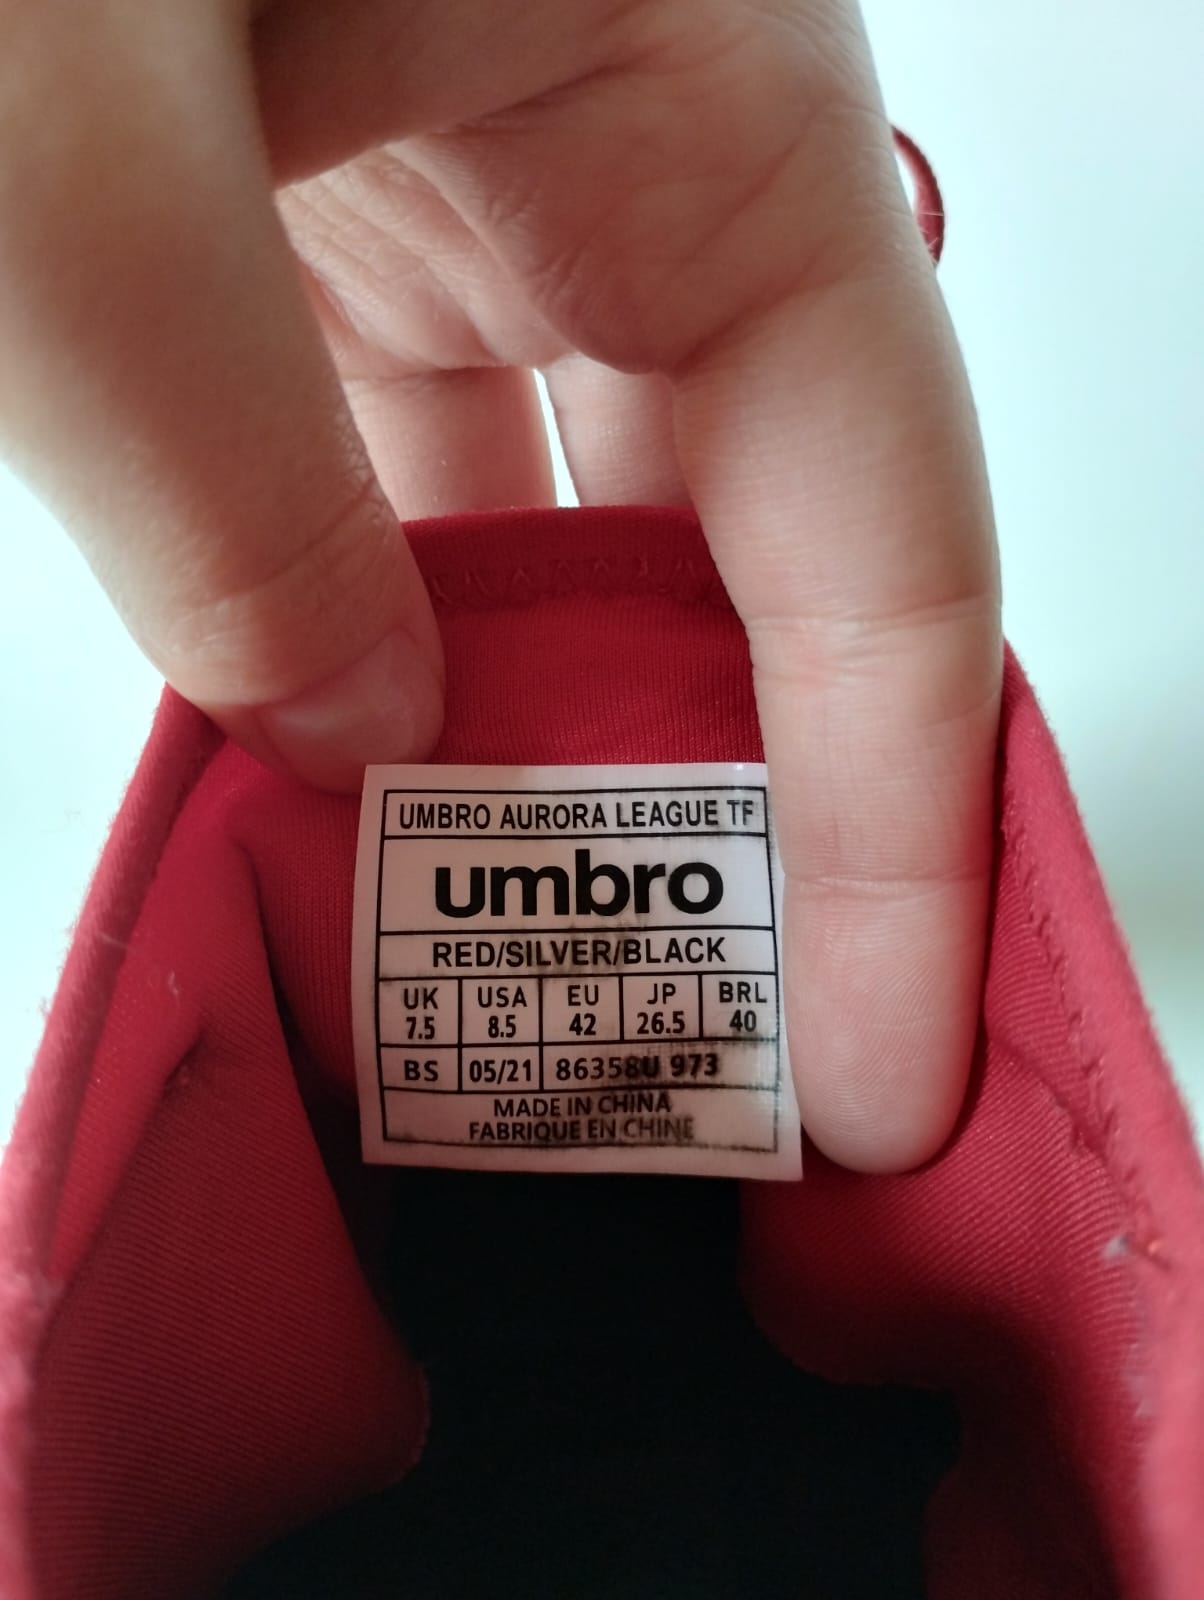 UMBRO AURORA LEAGUE TF
umbro
RED/SILVER/BLACK
UK USA EU JP BRL
7.5 8.5 42 26.5 40
BS 05/21 86358U 973
MADE IN CHINA
FABRIQUE EN CHINE